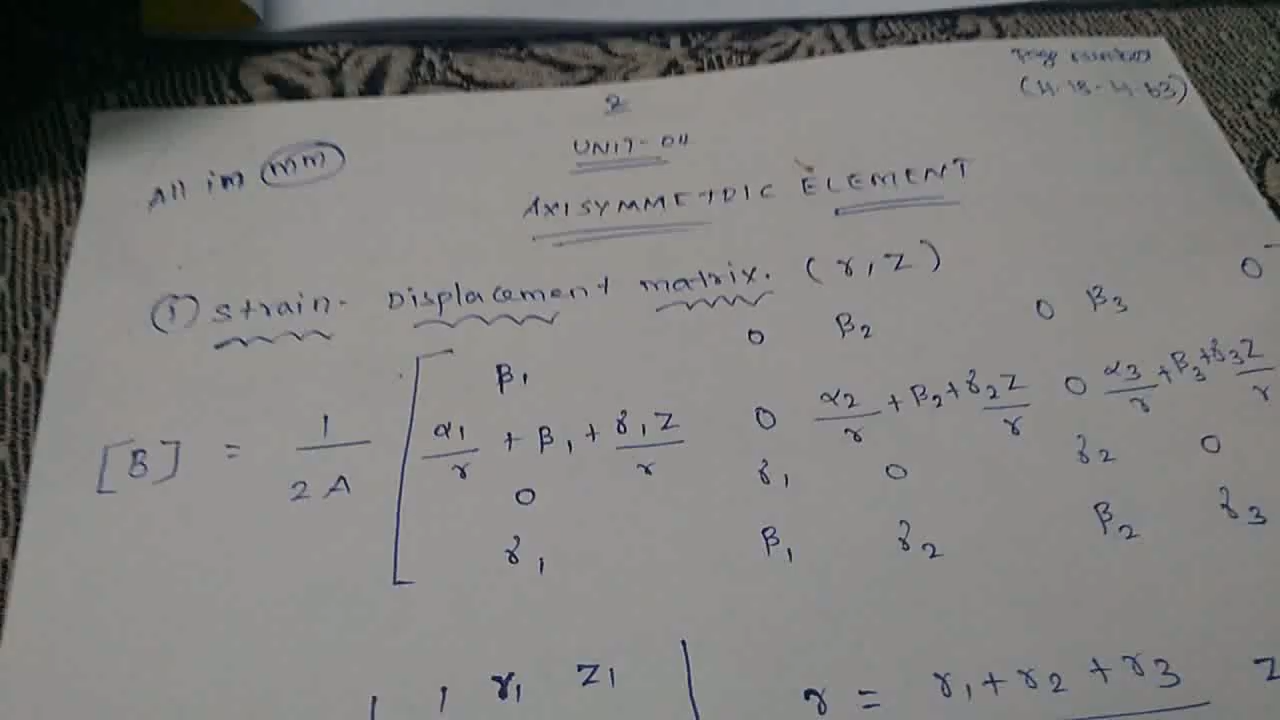 Page number
(4.18-4.63)
2
UNIT-04
All in mm
AXISYMMETRIC ELEMENT
(1) strain- Displacement matrix. (r, z)
β1 0 β2 0 β3 0
[B] = 1/2A [ α1/r + β1 + γ1z/r 0 α2/r + β2 + γ2z/r 0 α3/r + β3 + γ3z/r
0 γ1 0 γ2 0
γ1 β1 γ2 β2 γ3
1 r1 z1 | r = r1 + r2 + r3 z